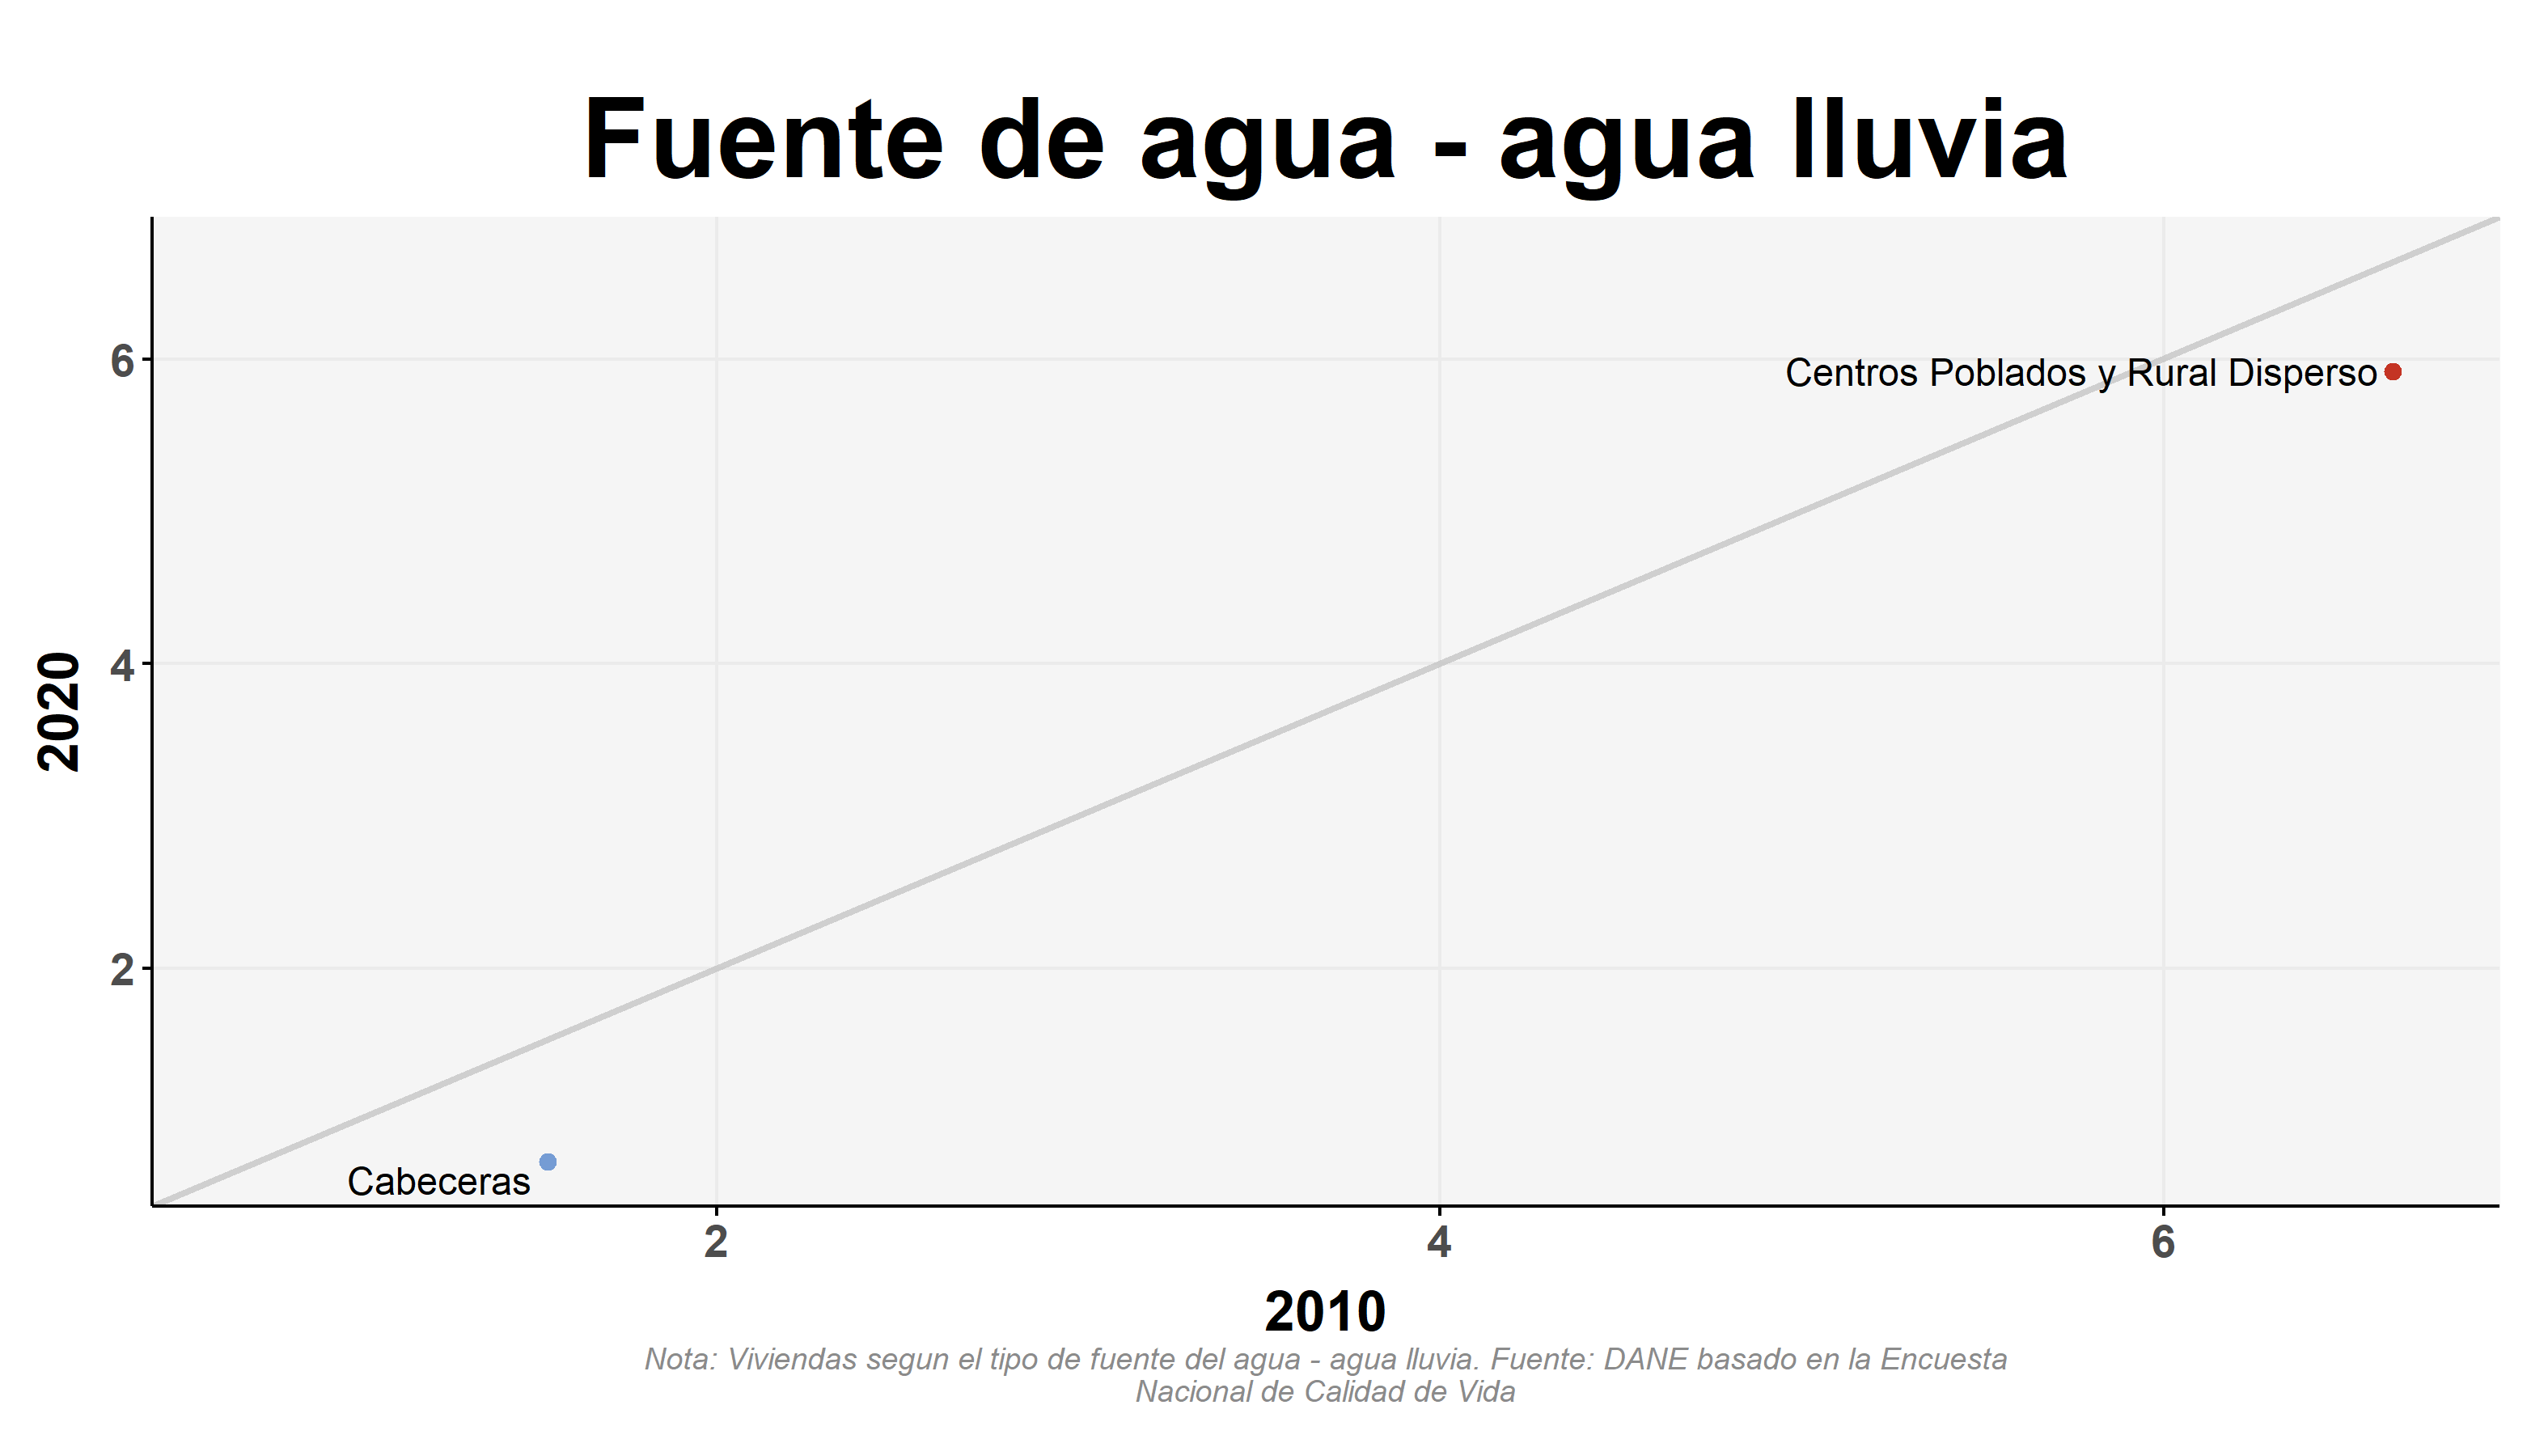 Fuente de agua - agua lluvia
6
Centros Poblados y Rural Disperso
4
2020
2
Cabeceras
2 4 6
2010
Nota: Viviendas segun el tipo de fuente del agua - agua lluvia. Fuente: DANE basado en la Encuesta
Nacional de Calidad de Vida